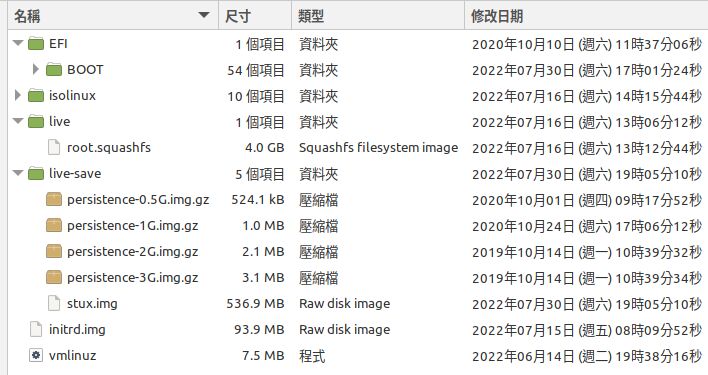 名稱 尺寸 類型 修改日期
EFI 1 個項目 資料夾 2020年10月10日 (週六) 11時37分06秒
BOOT 54 個項目 資料夾 2022年07月30日 (週六) 17時01分24秒
isolinux 10 個項目 資料夾 2022年07月16日 (週六) 14時15分44秒
live 1 個項目 資料夾 2022年07月16日 (週六) 13時06分12秒
root.squashfs 4.0 GB Squashfs filesystem image 2022年07月16日 (週六) 13時12分44秒
live-save 5 個項目 資料夾 2022年07月30日 (週六) 19時05分10秒
persistence-0.5G.img.gz 524.1 kB 壓縮檔 2020年10月01日 (週四) 09時17分52秒
persistence-1G.img.gz 1.0 MB 壓縮檔 2020年10月24日 (週六) 17時06分12秒
persistence-2G.img.gz 2.1 MB 壓縮檔 2019年10月14日 (週一) 10時39分32秒
persistence-3G.img.gz 3.1 MB 壓縮檔 2019年10月14日 (週一) 10時39分34秒
stux.img 536.9 MB Raw disk image 2022年07月30日 (週六) 19時05分10秒
initrd.img 93.9 MB Raw disk image 2022年07月15日 (週五) 08時09分52秒
vmlinuz 7.5 MB 程式 2022年06月14日 (週二) 19時38分16秒